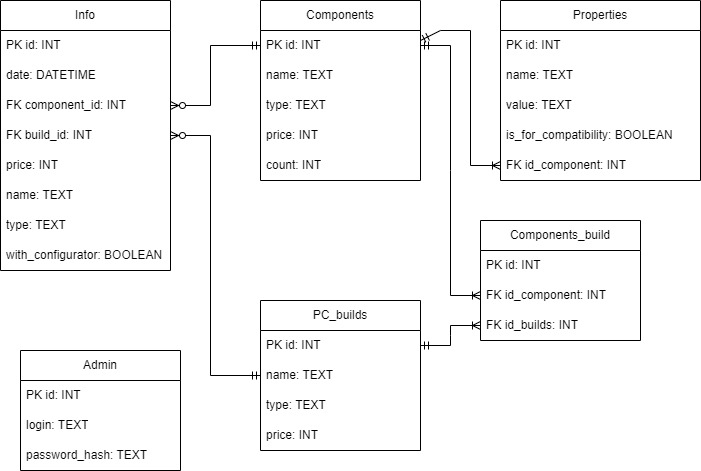 Info
PK id: INT
date: DATETIME
FK component_id: INT
FK build_id: INT
price: INT
name: TEXT
type: TEXT
with_configurator: BOOLEAN
Components
PK id: INT
name: TEXT
type: TEXT
price: INT
count: INT
Properties
PK id: INT
name: TEXT
value: TEXT
is_for_compatibility: BOOLEAN
FK id_component: INT
Components_build
PK id: INT
FK id_component: INT
FK id_builds: INT
PC_builds
PK id: INT
name: TEXT
type: TEXT
price: INT
Admin
PK id: INT
login: TEXT
password_hash: TEXT